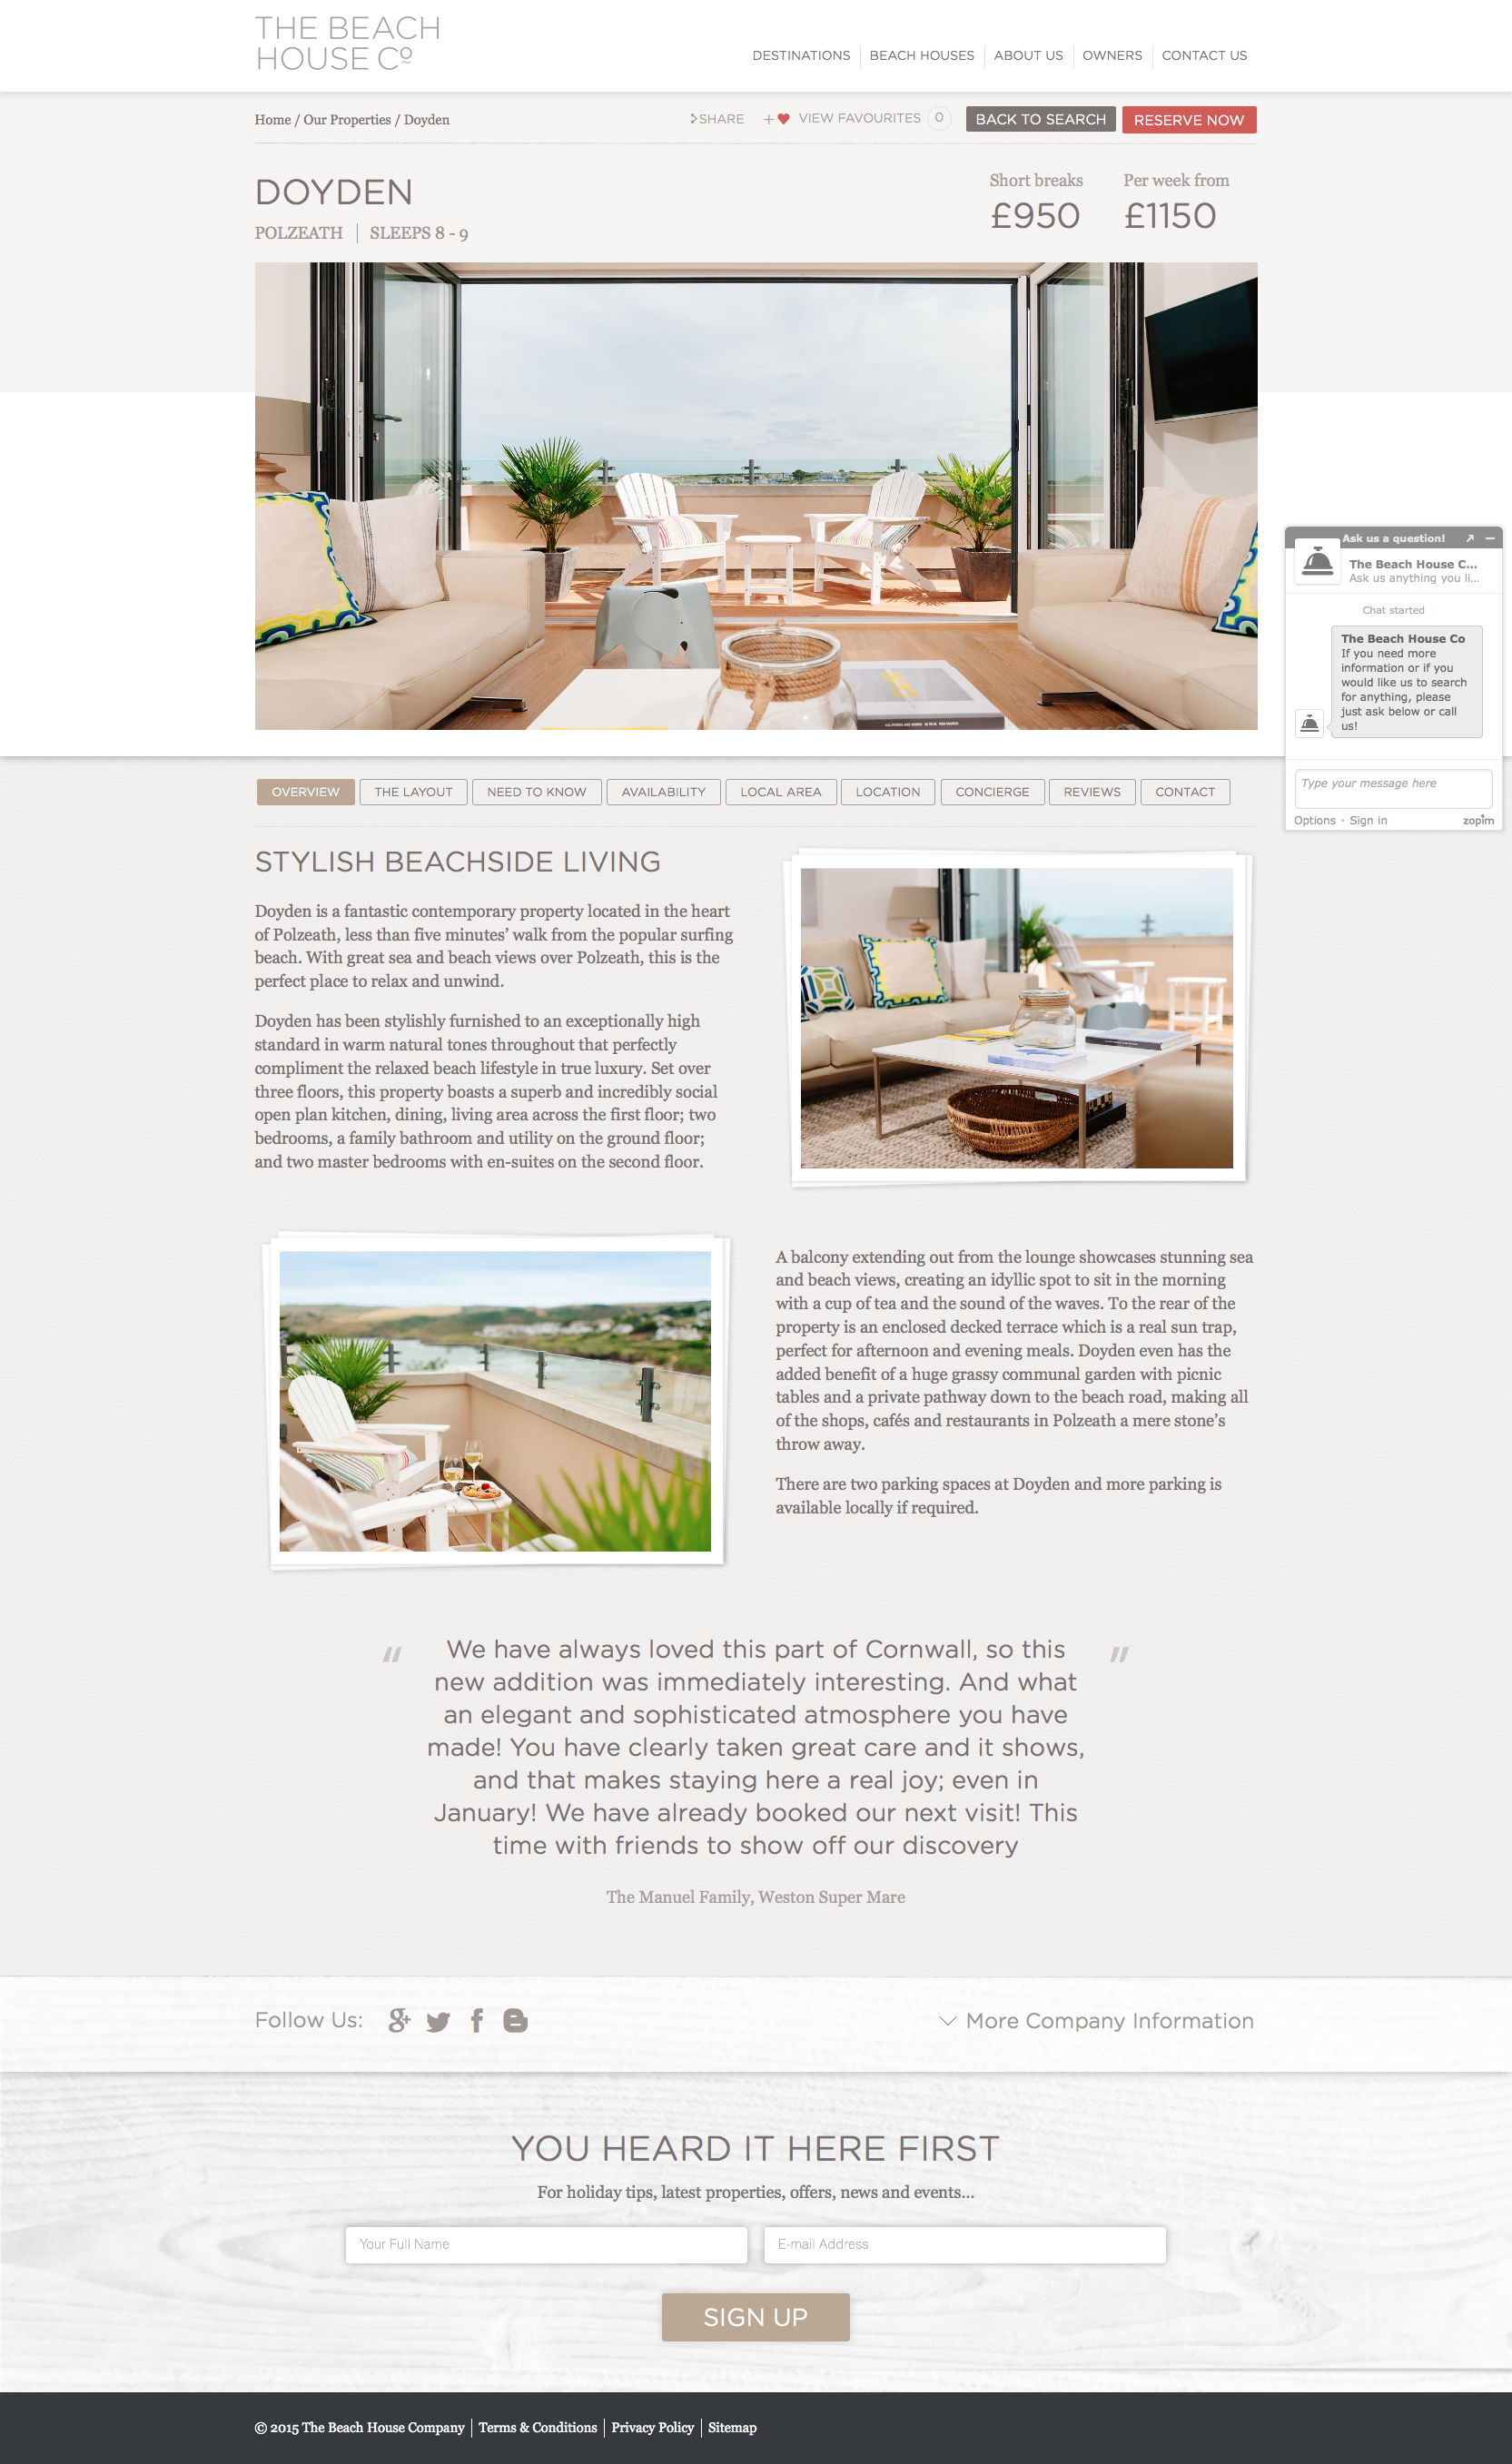 THE BEACH
HOUSE Cº
DESTINATIONS
BEACH HOUSES
ABOUT US
OWNERS
CONTACT US
Home / Our Properties / Doyden
SHARE
+ VIEW FAVOURITES 0
BACK TO SEARCH
RESERVE NOW
DOYDEN
POLZEATH | SLEEPS 8 - 9
Short breaks
£950
Per week from
£1150
Ask us a question!
The Beach House C...
Ask us anything you li...
Chat started
The Beach House Co
If you need more
information or if you
would like us to search
for anything, please
just ask below or call
us!
Type your message here
Options • Sign in
zopim
OVERVIEW
THE LAYOUT
NEED TO KNOW
AVAILABILITY
LOCAL AREA
LOCATION
CONCIERGE
REVIEWS
CONTACT
STYLISH BEACHSIDE LIVING
Doyden is a fantastic contemporary property located in the heart
of Polzeath, less than five minutes’ walk from the popular surfing
beach. With great sea and beach views over Polzeath, this is the
perfect place to relax and unwind.
Doyden has been stylishly furnished to an exceptionally high
standard in warm natural tones throughout that perfectly
compliment the relaxed beach lifestyle in true luxury. Set over
three floors, this property boasts a superb and incredibly social
open plan kitchen, dining, living area across the first floor; two
bedrooms, a family bathroom and utility on the ground floor;
and two master bedrooms with en-suites on the second floor.
A balcony extending out from the lounge showcases stunning sea
and beach views, creating an idyllic spot to sit in the morning
with a cup of tea and the sound of the waves. To the rear of the
property is an enclosed decked terrace which is a real sun trap,
perfect for afternoon and evening meals. Doyden even has the
added benefit of a huge grassy communal garden with picnic
tables and a private pathway down to the beach road, making all
of the shops, cafés and restaurants in Polzeath a mere stone’s
throw away.
There are two parking spaces at Doyden and more parking is
available locally if required.
“ We have always loved this part of Cornwall, so this ”
new addition was immediately interesting. And what
an elegant and sophisticated atmosphere you have
made! You have clearly taken great care and it shows,
and that makes staying here a real joy; even in
January! We have already booked our next visit! This
time with friends to show off our discovery
The Manuel Family, Weston Super Mare
Follow Us:
More Company Information
YOU HEARD IT HERE FIRST
For holiday tips, latest properties, offers, news and events...
Your Full Name
E-mail Address
SIGN UP
© 2015 The Beach House Company | Terms & Conditions | Privacy Policy | Sitemap